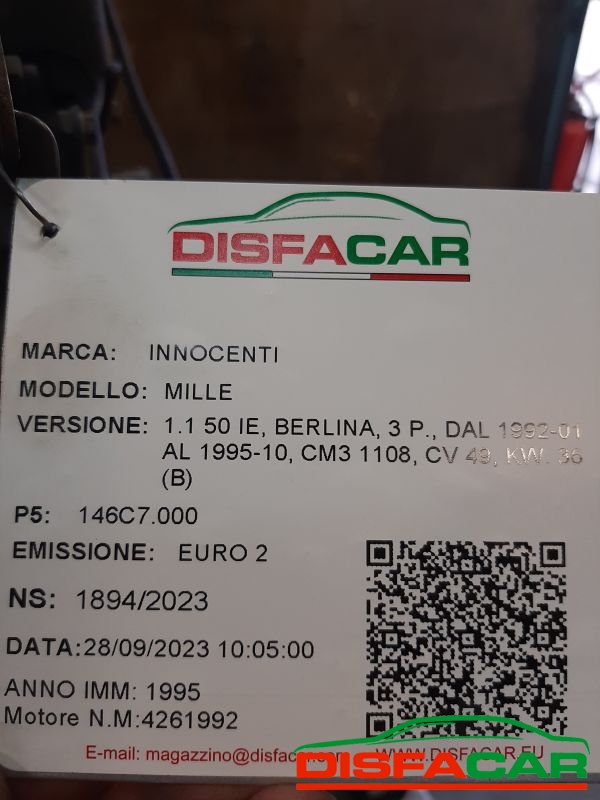 DISFACAR
MARCA: INNOCENTI
MODELLO: MILLE
VERSIONE: 1.1 50 IE, BERLINA, 3 P., DAL 1992-01
AL 1995-10, CM3 1108, CV 49, KW. 36
(B)
P5: 146C7.000
EMISSIONE: EURO 2
NS: 1894/2023
DATA:28/09/2023 10:05:00
ANNO IMM: 1995
Motore N.M:4261992
E-mail: magazzino@disfacar.com WWW.DISFACAR.EU
DISFACAR